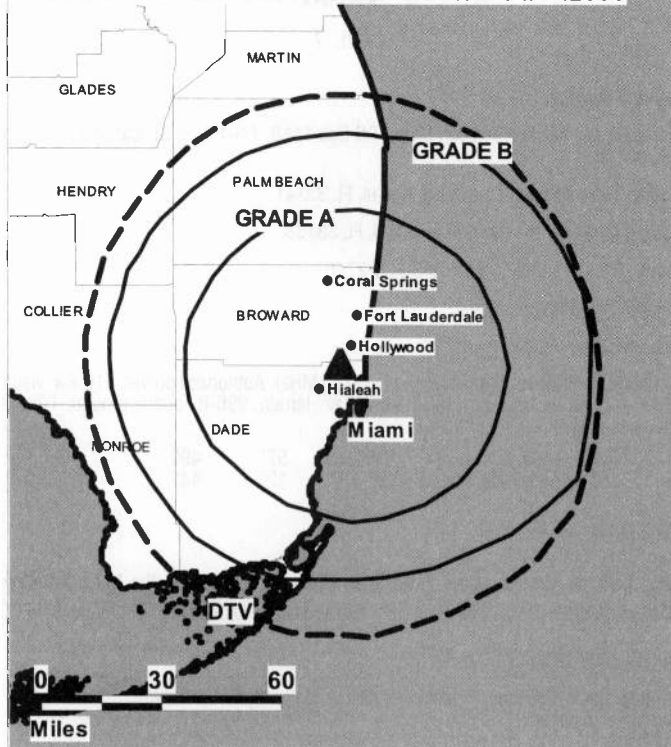 MARTIN
GLADES
GRADE B
HENDRY
PALM BEACH
GRADE A
Coral Springs
COLLIER
BROWARD
Fort Lauderdale
Hollywood
Hialeah
Miami
DADE
MONROE
DTV
0 30 60
Miles